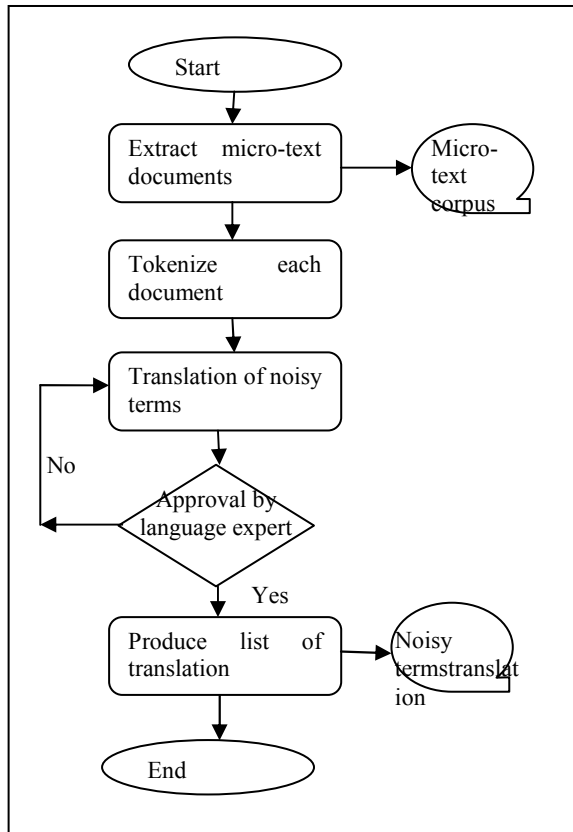 Start
Extract micro-text
documents
Micro-
text
corpus
Tokenize each
document
Translation of noisy
terms
No
Approval by
language expert
Yes
Produce list of
translation
Noisy
termstranslat
ion
End